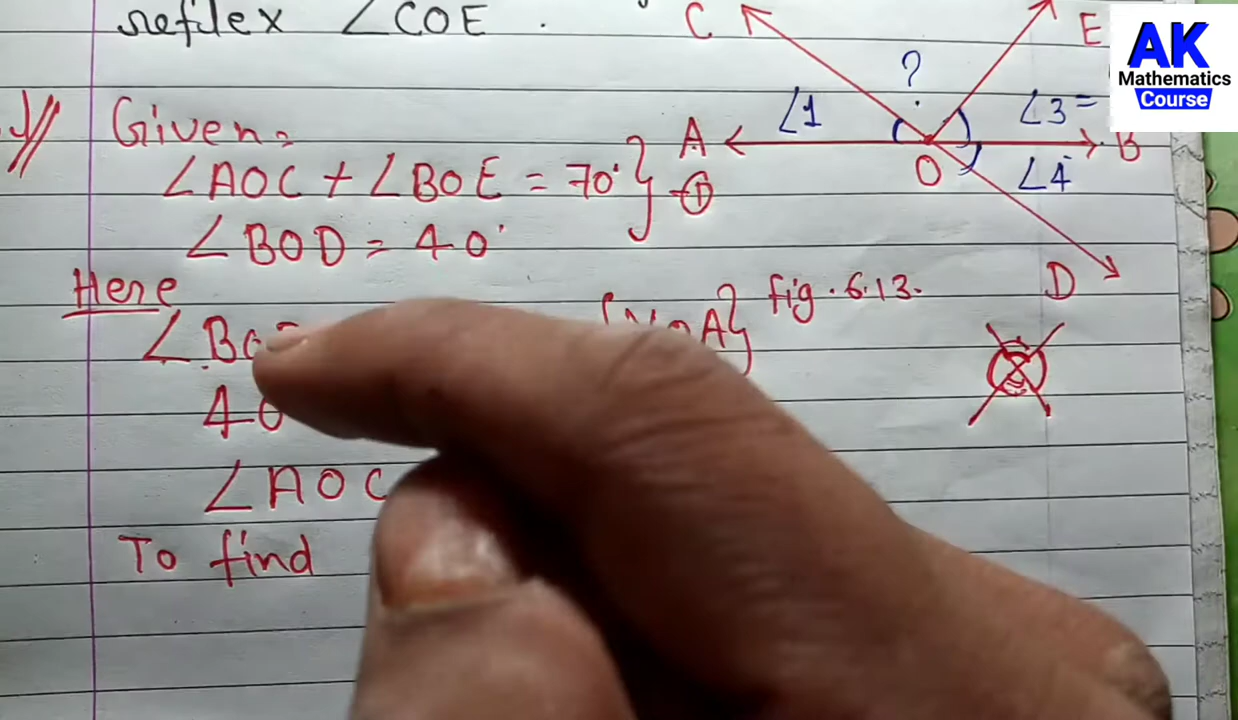 reflex ∠COE .
C
E
?
∠1
∠3 =
A
B
O
∠4
D
fig. 6.13.
Given =
∠AOC + ∠BOE = 70°} - ①
∠BOD = 40°
Here
40
∠AOC
To find
AK
Mathematics
Course